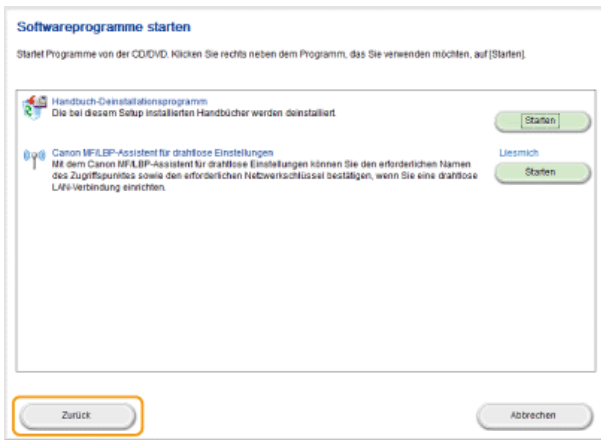 Softwareprogramme starten
Startet Programme von der CD/DVD. Klicken Sie rechts neben dem Programm, das Sie verwenden möchten, auf [Starten].
Handbuch-Deinstallationsprogramm
Die bei diesem Setup installierten Handbücher werden deinstalliert.
Starten
Canon MF/LBP-Assistent für drahtlose Einstellungen
Liesmich
Mit dem Canon MF/LBP-Assistent für drahtlose Einstellungen können Sie den erforderlichen Namen
des Zugriffspunktes sowie den erforderlichen Netzwerkschlüssel bestätigen, wenn Sie eine drahtlose
LAN-Verbindung einrichten.
Starten
Zurück
Abbrechen